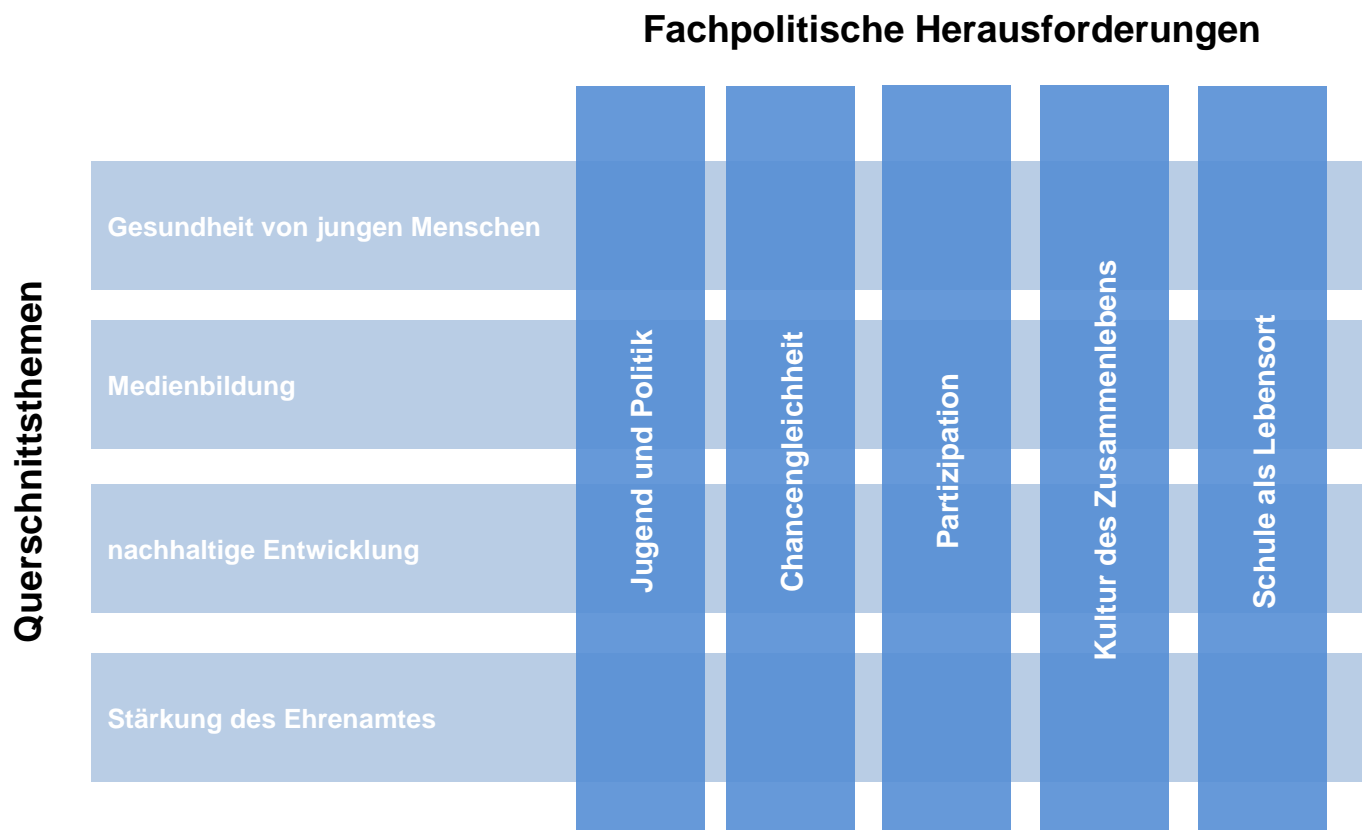 Fachpolitische Herausforderungen
Querschnittsthemen
Gesundheit von jungen Menschen
Medienbildung
nachhaltige Entwicklung
Stärkung des Ehrenamtes
Jugend und Politik
Chancengleichheit
Partizipation
Kultur des Zusammenlebens
Schule als Lebensort